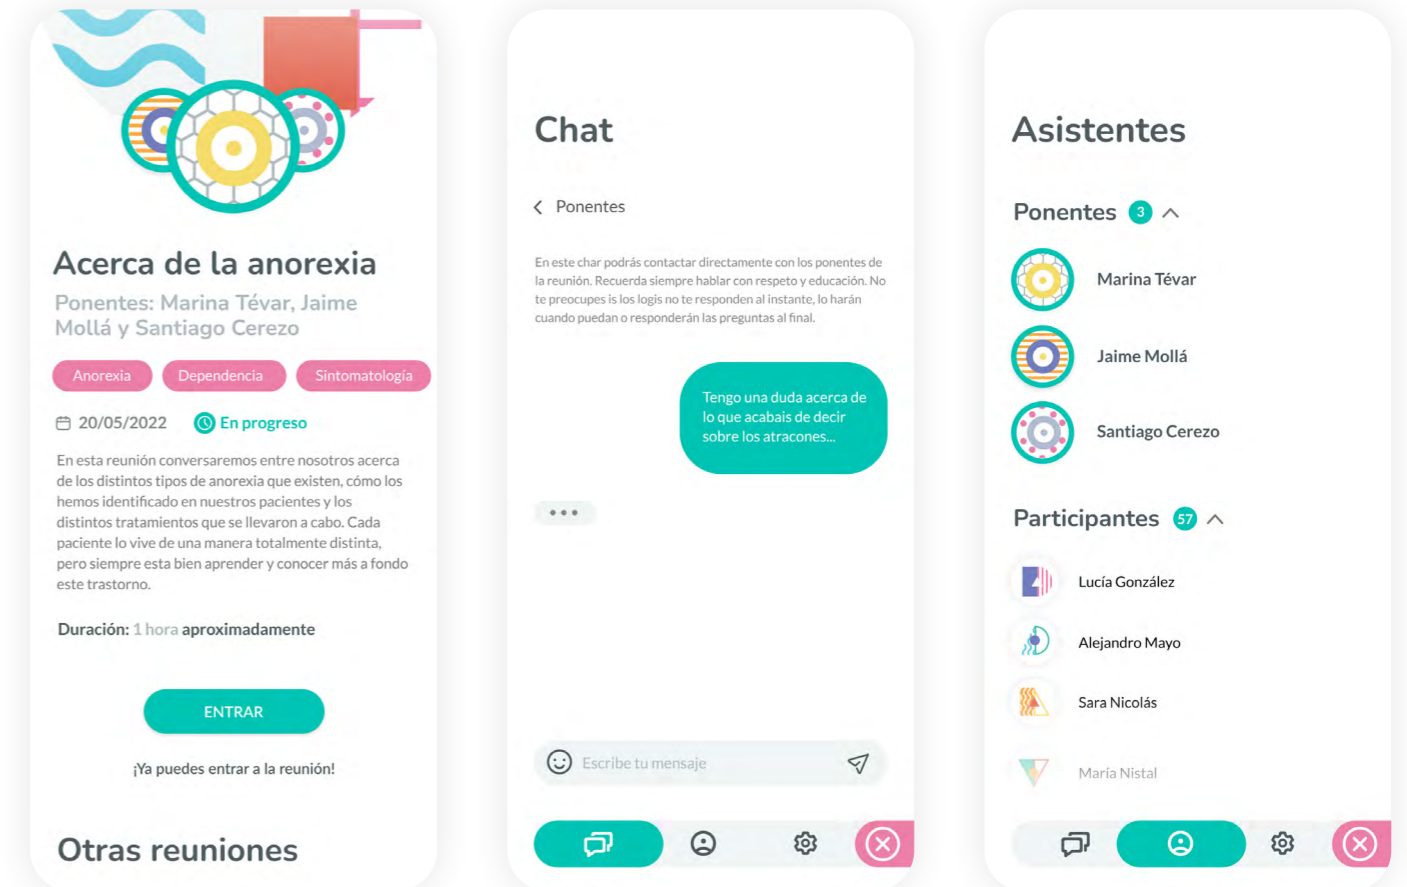 Acerca de la anorexia
Ponentes: Marina Tévar, Jaime
Mollá y Santiago Cerezo
Anorexia
Dependencia
Sintomatología
20/05/2022
En progreso
En esta reunión conversaremos entre nosotros acerca
de los distintos tipos de anorexia que existen, cómo los
hemos identificado en nuestros pacientes y los
distintos tratamientos que se llevaron a cabo. Cada
paciente lo vive de una manera totalmente distinta,
pero siempre esta bien aprender y conocer más a fondo
este trastorno.
Duración: 1 hora aproximadamente
ENTRAR
¡Ya puedes entrar a la reunión!
Otras reuniones
Chat
Ponentes
En este char podrás contactar directamente con los ponentes de
la reunión. Recuerda siempre hablar con respeto y educación. No
te preocupes is los logis no te responden al instante, lo harán
cuando puedan o responderán las preguntas al final.
Tengo una duda acerca de
lo que acabais de decir
sobre los atracones...
Escribe tu mensaje
Asistentes
Ponentes 3
Marina Tévar
Jaime Mollá
Santiago Cerezo
Participantes 57
Lucía González
Alejandro Mayo
Sara Nicolás
María Nistal